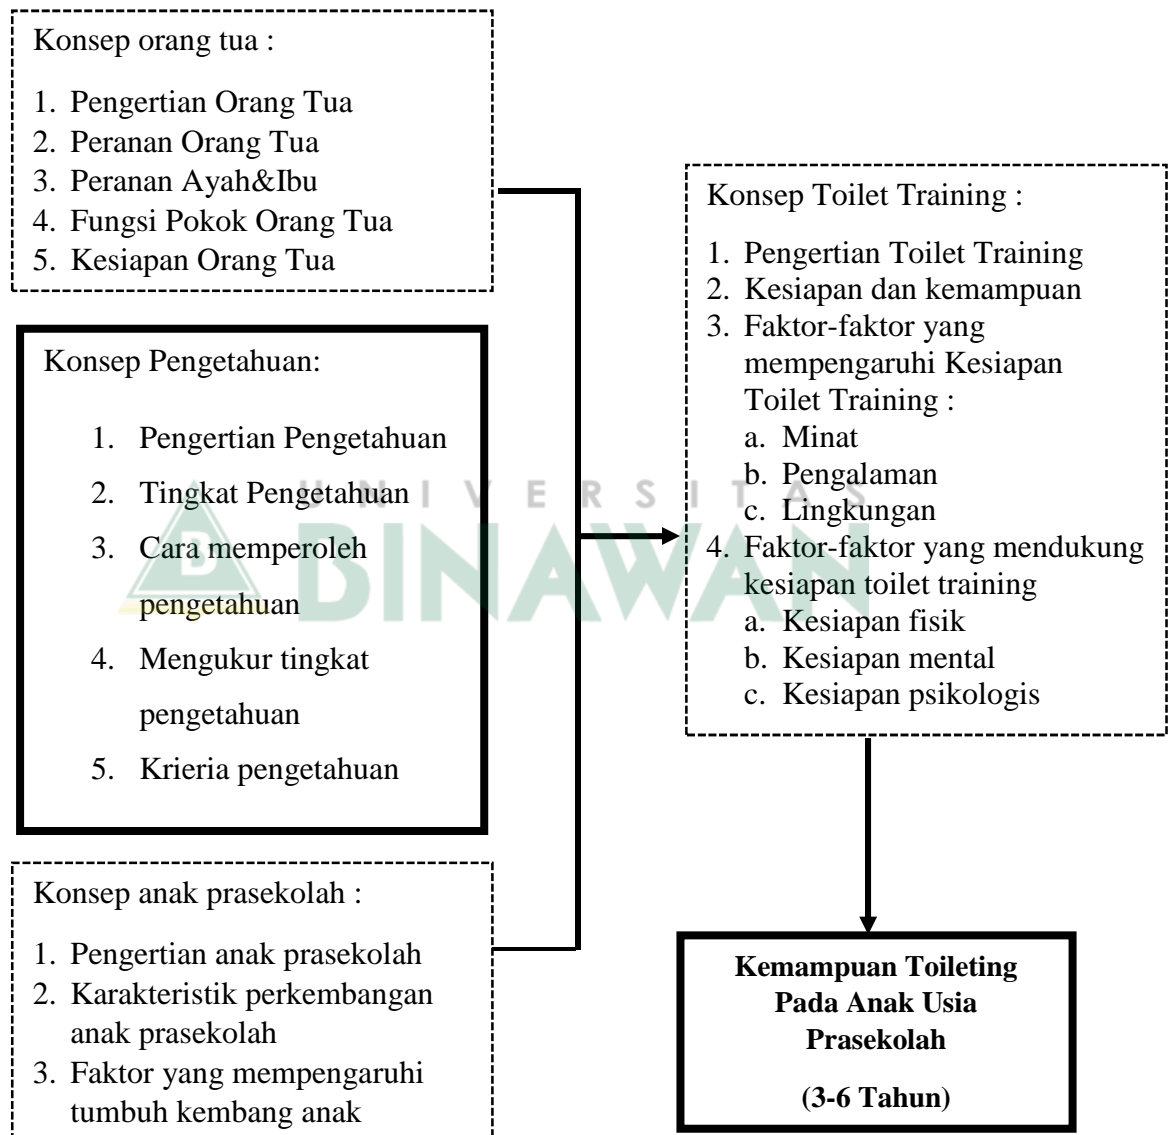 Konsep orang tua :
1. Pengertian Orang Tua
2. Peranan Orang Tua
3. Peranan Ayah&Ibu
4. Fungsi Pokok Orang Tua
5. Kesiapan Orang Tua
Konsep Pengetahuan:
1. Pengertian Pengetahuan
2. Tingkat Pengetahuan
3. Cara memperoleh
pengetahuan
4. Mengukur tingkat
pengetahuan
5. Krieria pengetahuan
Konsep anak prasekolah :
1. Pengertian anak prasekolah
2. Karakteristik perkembangan
anak prasekolah
3. Faktor yang mempengaruhi
tumbuh kembang anak
Konsep Toilet Training :
1. Pengertian Toilet Training
2. Kesiapan dan kemampuan
3. Faktor-faktor yang
mempengaruhi Kesiapan
Toilet Training :
a. Minat
b. Pengalaman
c. Lingkungan
4. Faktor-faktor yang mendukung
kesiapan toilet training
a. Kesiapan fisik
b. Kesiapan mental
c. Kesiapan psikologis
Kemampuan Toileting
Pada Anak Usia
Prasekolah
(3-6 Tahun)
UNIVERSITAS
BINAWAN
B